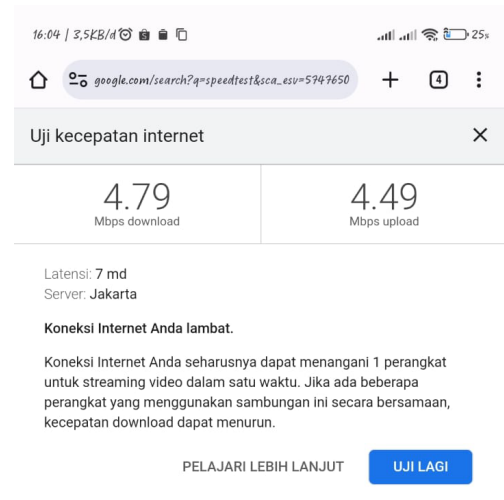 16:04 | 3,5KB/d
25%
google.com/search?q=speedtest&sca_esv=5747650
4
Uji kecepatan internet
4.79
Mbps download
4.49
Mbps upload
Latensi: 7 md
Server: Jakarta
Koneksi Internet Anda lambat.
Koneksi Internet Anda seharusnya dapat menangani 1 perangkat
untuk streaming video dalam satu waktu. Jika ada beberapa
perangkat yang menggunakan sambungan ini secara bersamaan,
kecepatan download dapat menurun.
PELAJARI LEBIH LANJUT
UJI LAGI